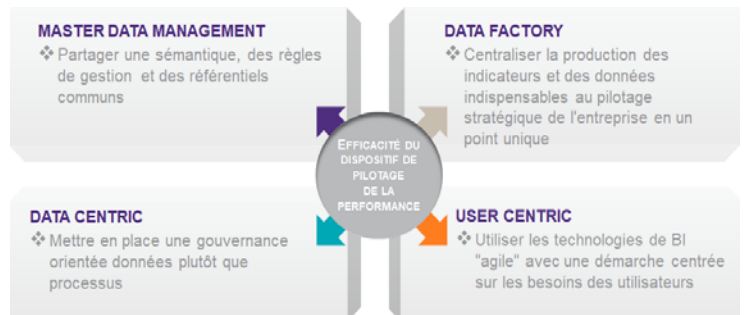 MASTER DATA MANAGEMENT
❖ Partager une sémantique, des règles
de gestion et des référentiels
communs
DATA FACTORY
❖ Centraliser la production des
indicateurs et des données
indispensables au pilotage
stratégique de l'entreprise en un
point unique
EFFICACITÉ DU
DISPOSITIF DE
PILOTAGE
DE LA
PERFORMANCE
DATA CENTRIC
❖ Mettre en place une gouvernance
orientée données plutôt que
processus
USER CENTRIC
❖ Utiliser les technologies de BI
"agile" avec une démarche centrée
sur les besoins des utilisateurs